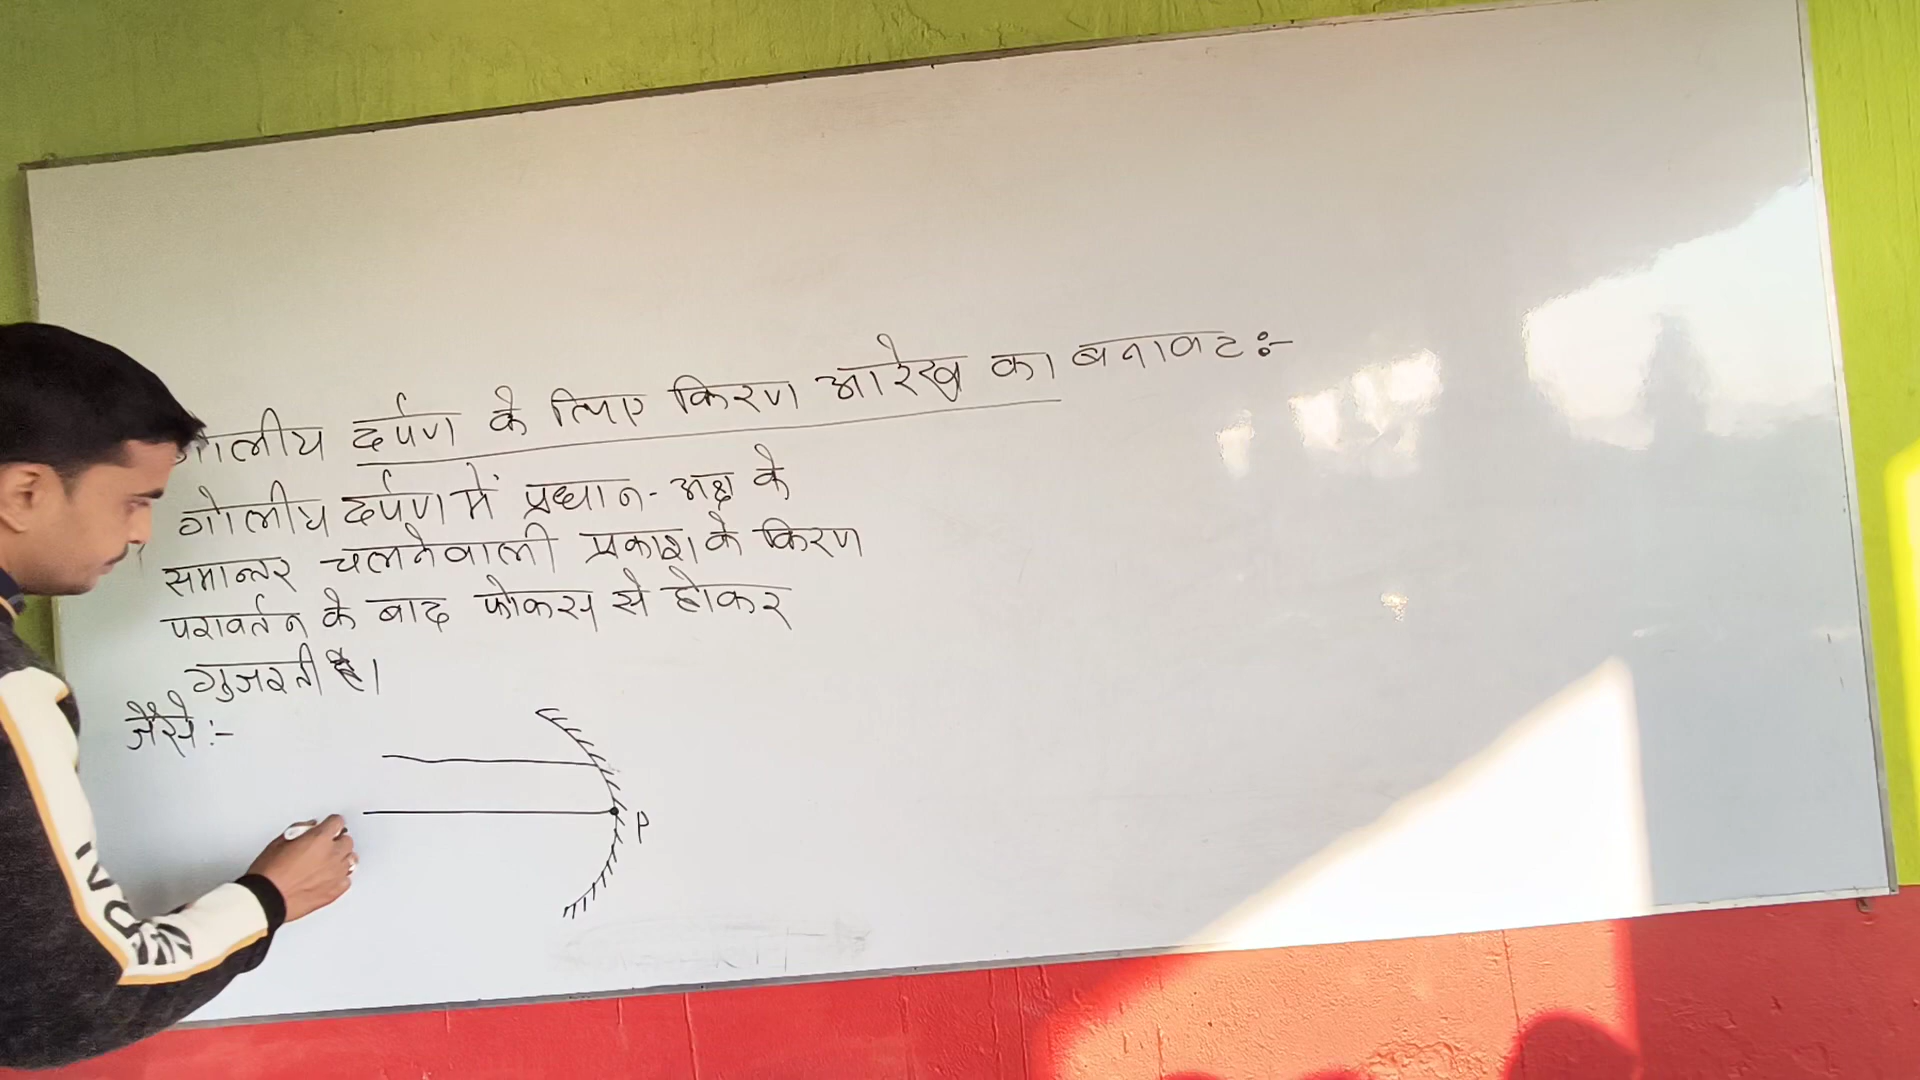 गोलीय दर्पण के लिए किरण आरेख का बनावट:-
गोलीय दर्पण में प्रधान-अक्ष के
समान्तर चलनेवाली प्रकाश के किरण
परावर्तन के बाद फोकस से होकर
गुजरती है।
जैसे:-
P